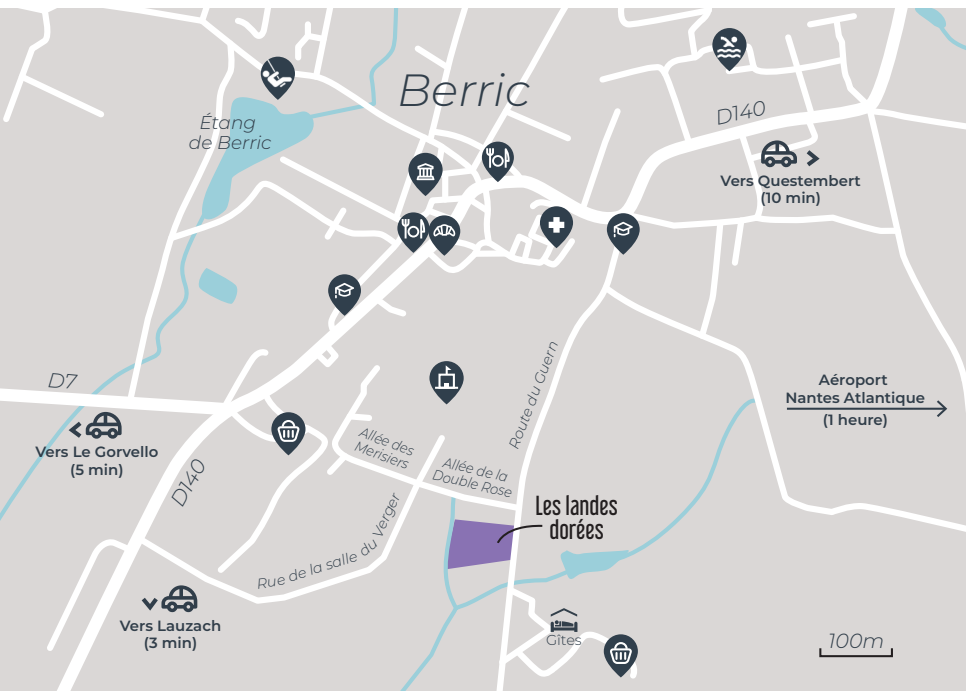 Berric
Étang
de Berric
D140
Vers Questembert
(10 min)
D7
Vers Le Gorvello
(5 min)
D140
Route du Guern
Aéroport
Nantes Atlantique
(1 heure)
Allée des
Merisiers
Allée de la
Double Rose
Les landes
dorées
Rue de la salle du Verger
Vers Lauzach
(3 min)
Gîtes
100m